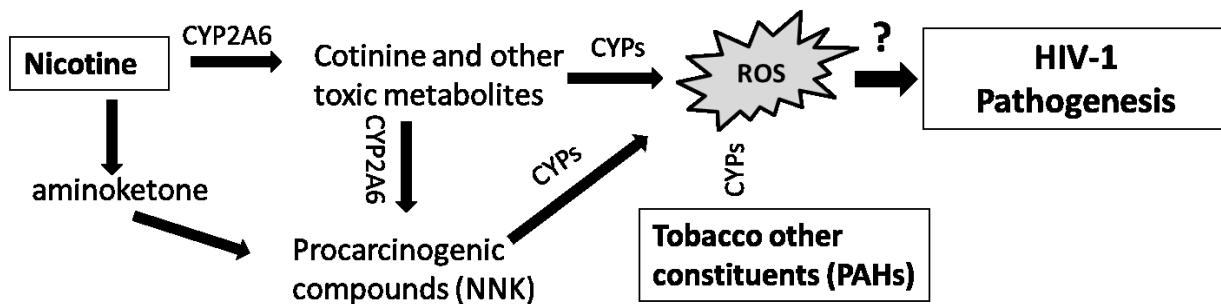 CYP2A6
Nicotine
Cotinine and other
toxic metabolites
CYPs
ROS
?
HIV-1
Pathogenesis
CYP2A6
CYPs
CYPs
aminoketone
Procarcinogenic
compounds (NNK)
Tobacco other
constituents (PAHs)